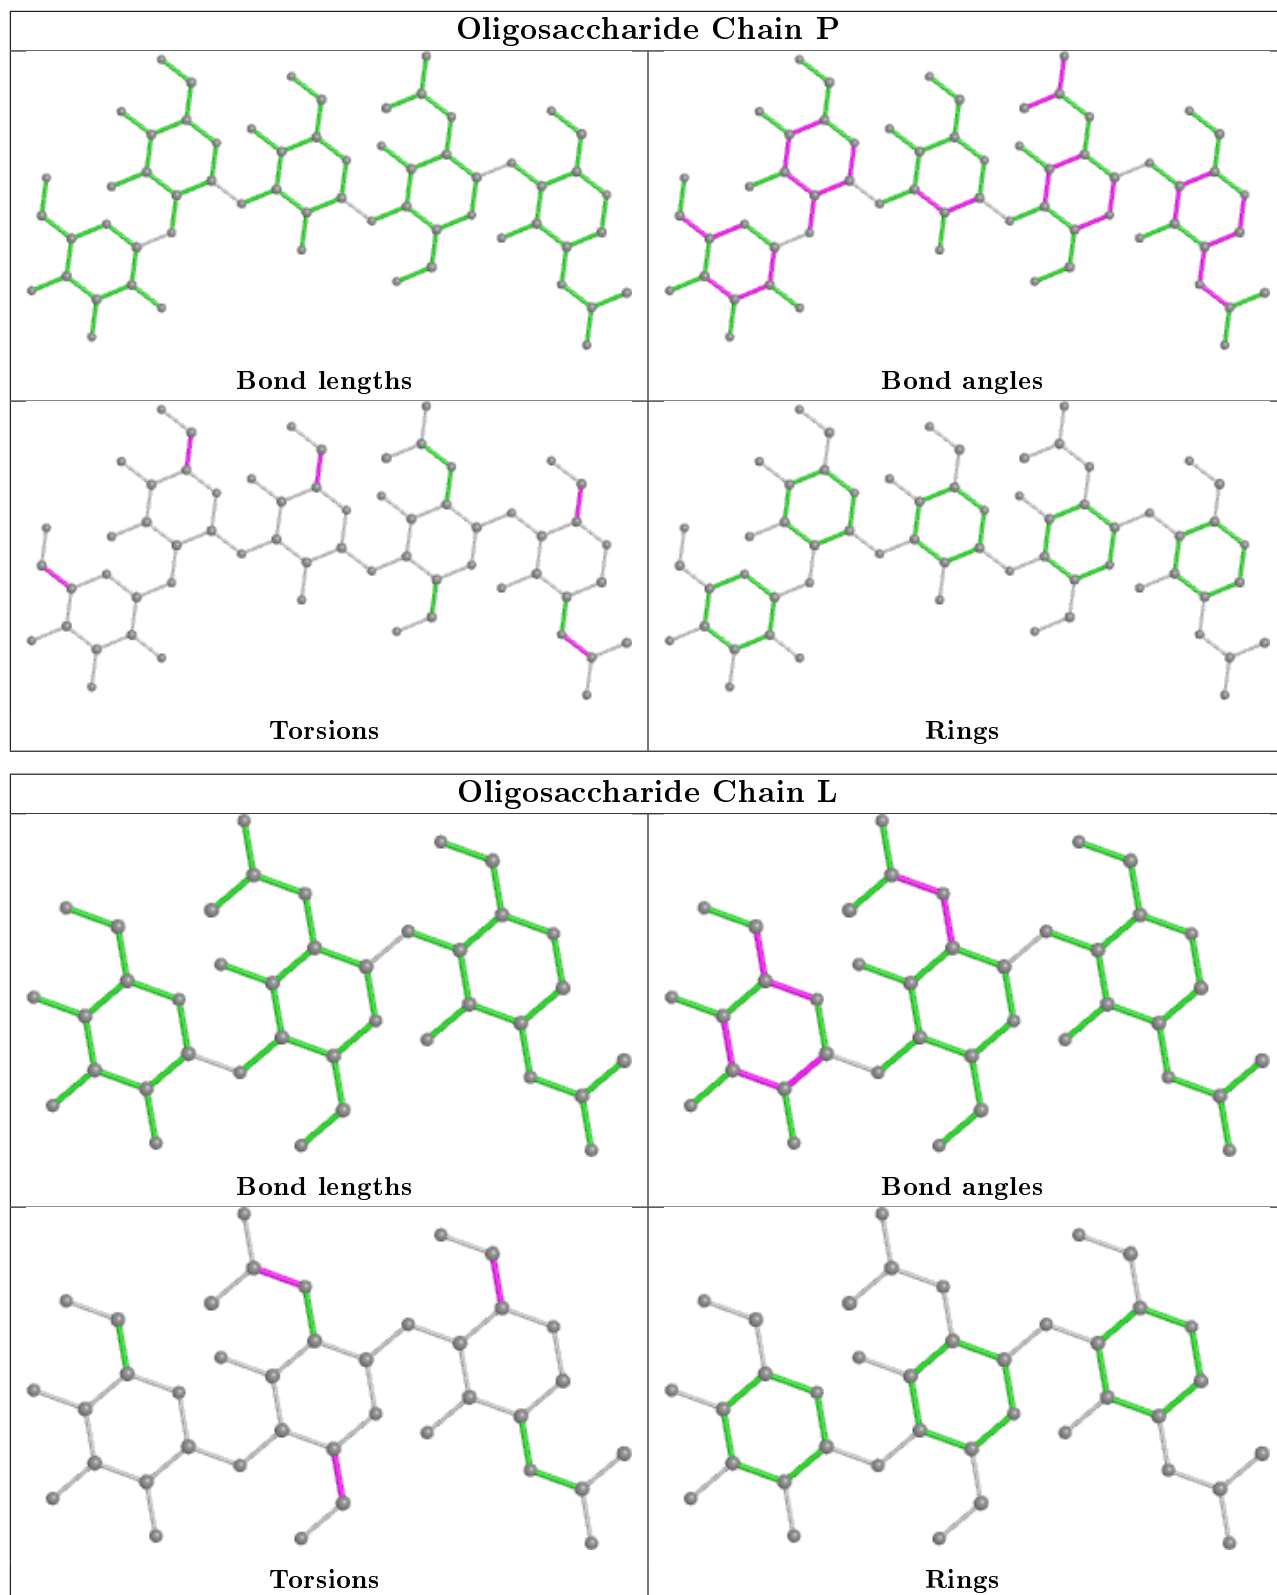 Oligosaccharide Chain P
Bond lengths
Bond angles
Torsions
Rings
Oligosaccharide Chain L
Bond lengths
Bond angles
Torsions
Rings